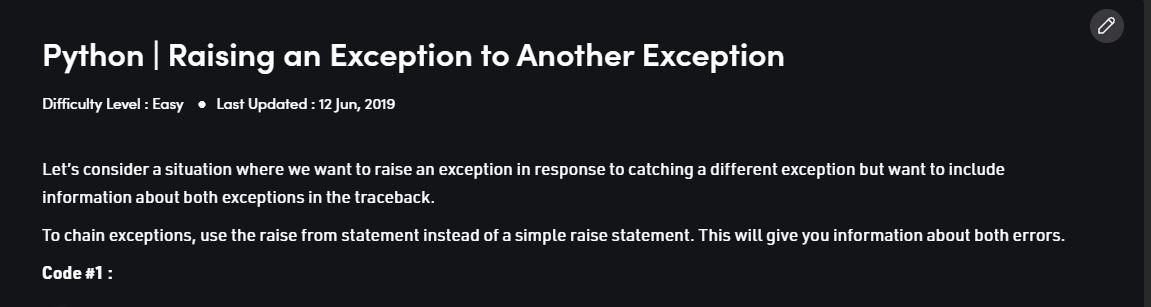 Python | Raising an Exception to Another Exception
Difficulty Level : Easy ● Last Updated : 12 Jun, 2019
Let's consider a situation where we want to raise an exception in response to catching a different exception but want to include
information about both exceptions in the traceback.
To chain exceptions, use the raise from statement instead of a simple raise statement. This will give you information about both errors.
Code #1 :